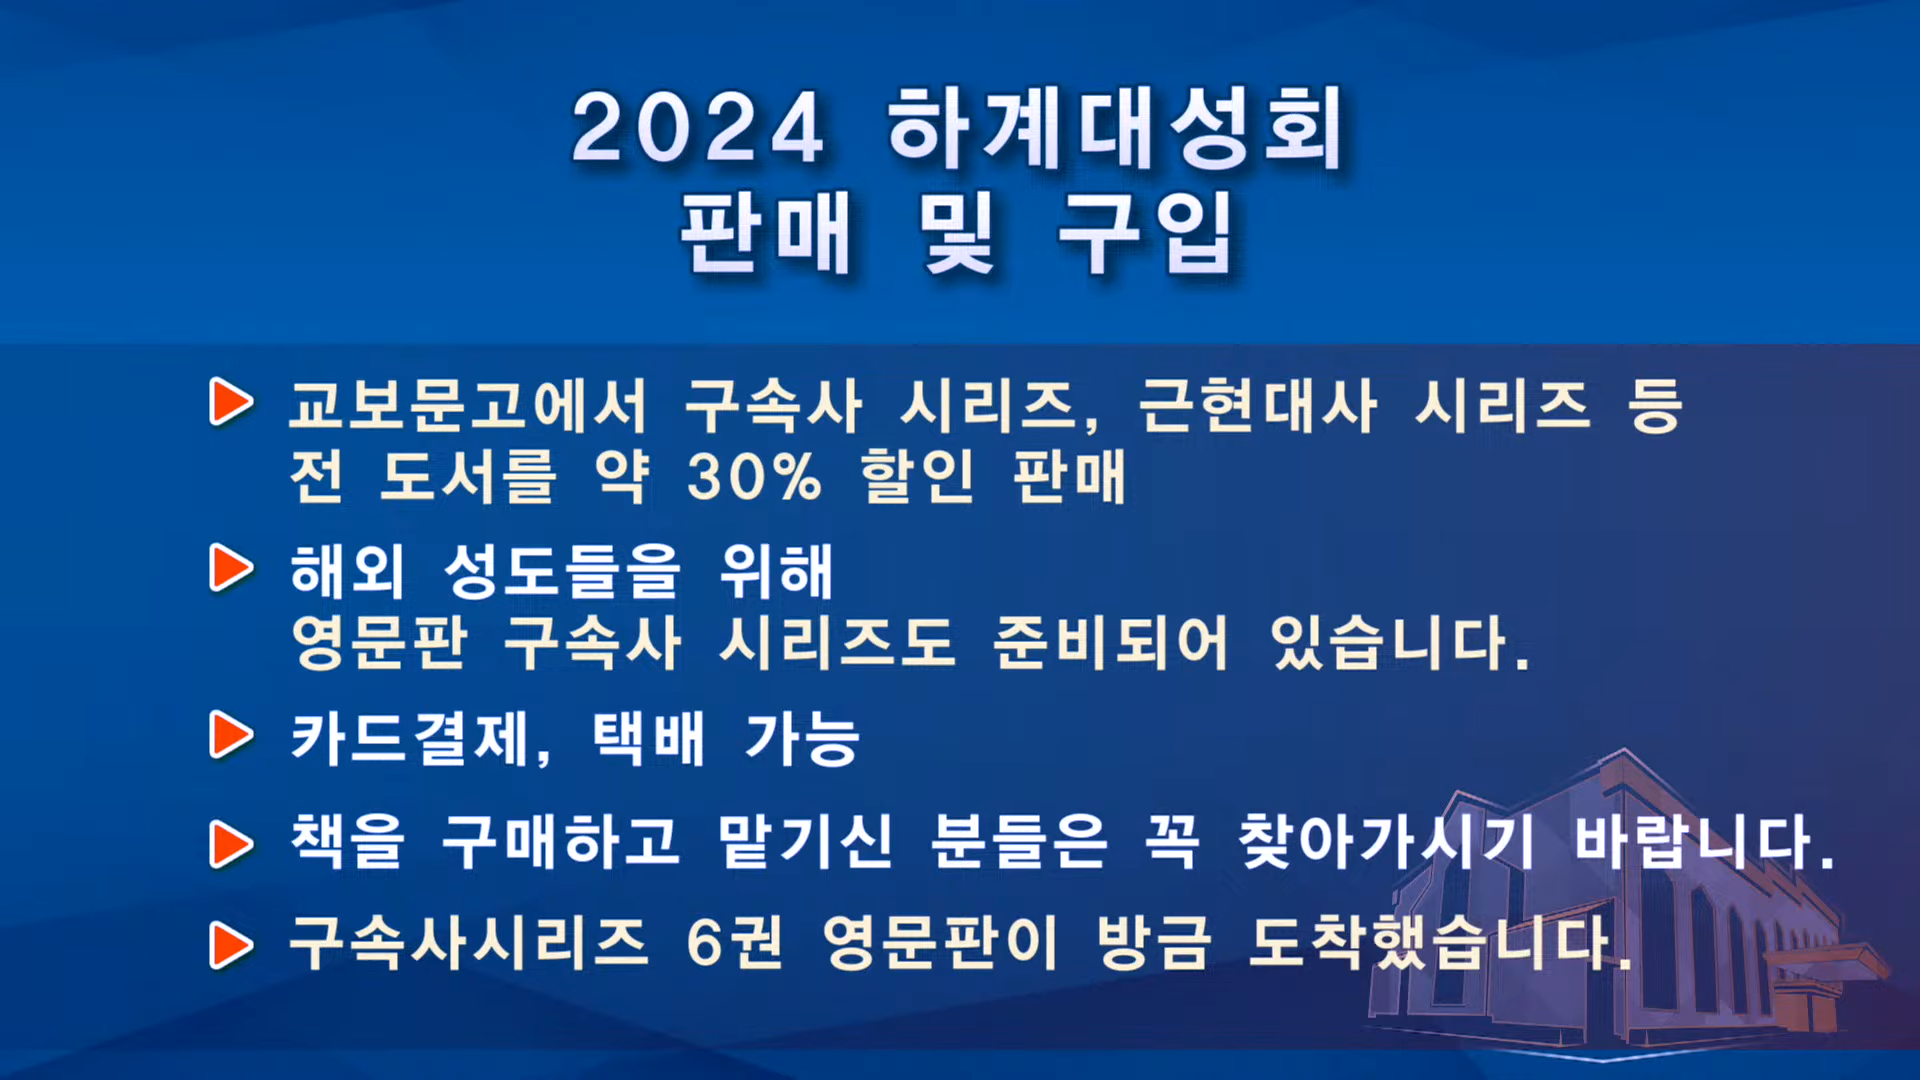 2024 하계대성회
판매 및 구입
교보문고에서 구속사 시리즈, 근현대사 시리즈 등
전 도서를 약 30% 할인 판매
해외 성도들을 위해
영문판 구속사 시리즈도 준비되어 있습니다.
카드결제, 택배 가능
책을 구매하고 맡기신 분들은 꼭 찾아가시기 바랍니다.
구속사시리즈 6권 영문판이 방금 도착했습니다.